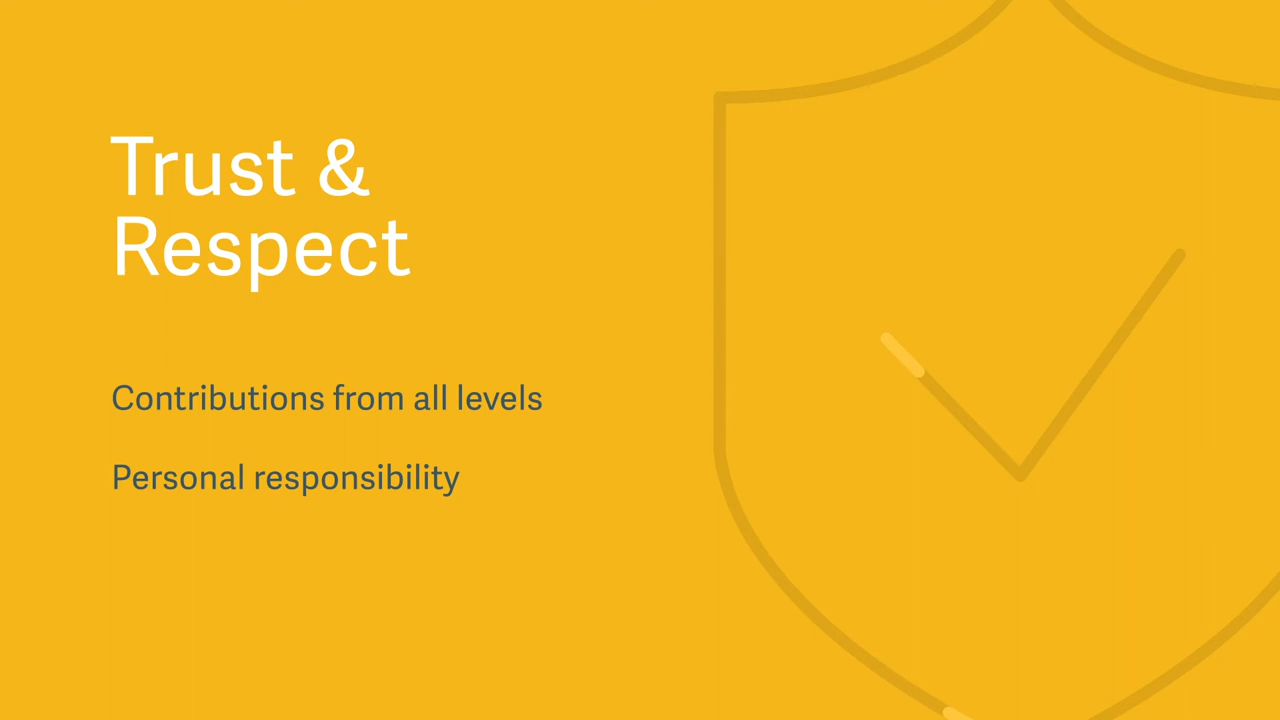 Trust &
Respect
Contributions from all levels
Personal responsibility